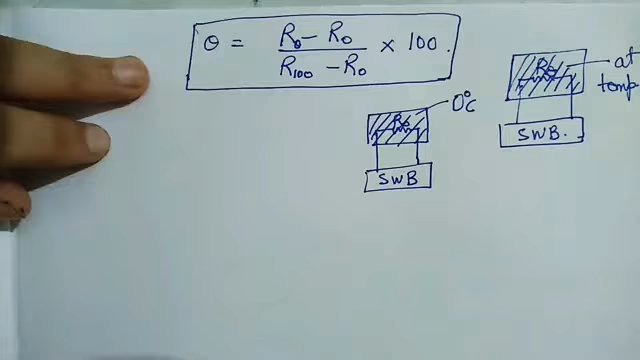 θ = (Rθ − R0) / (R100 − R0) × 100.
R0
0°C
SWB
Rθ
at
temp
SWB.